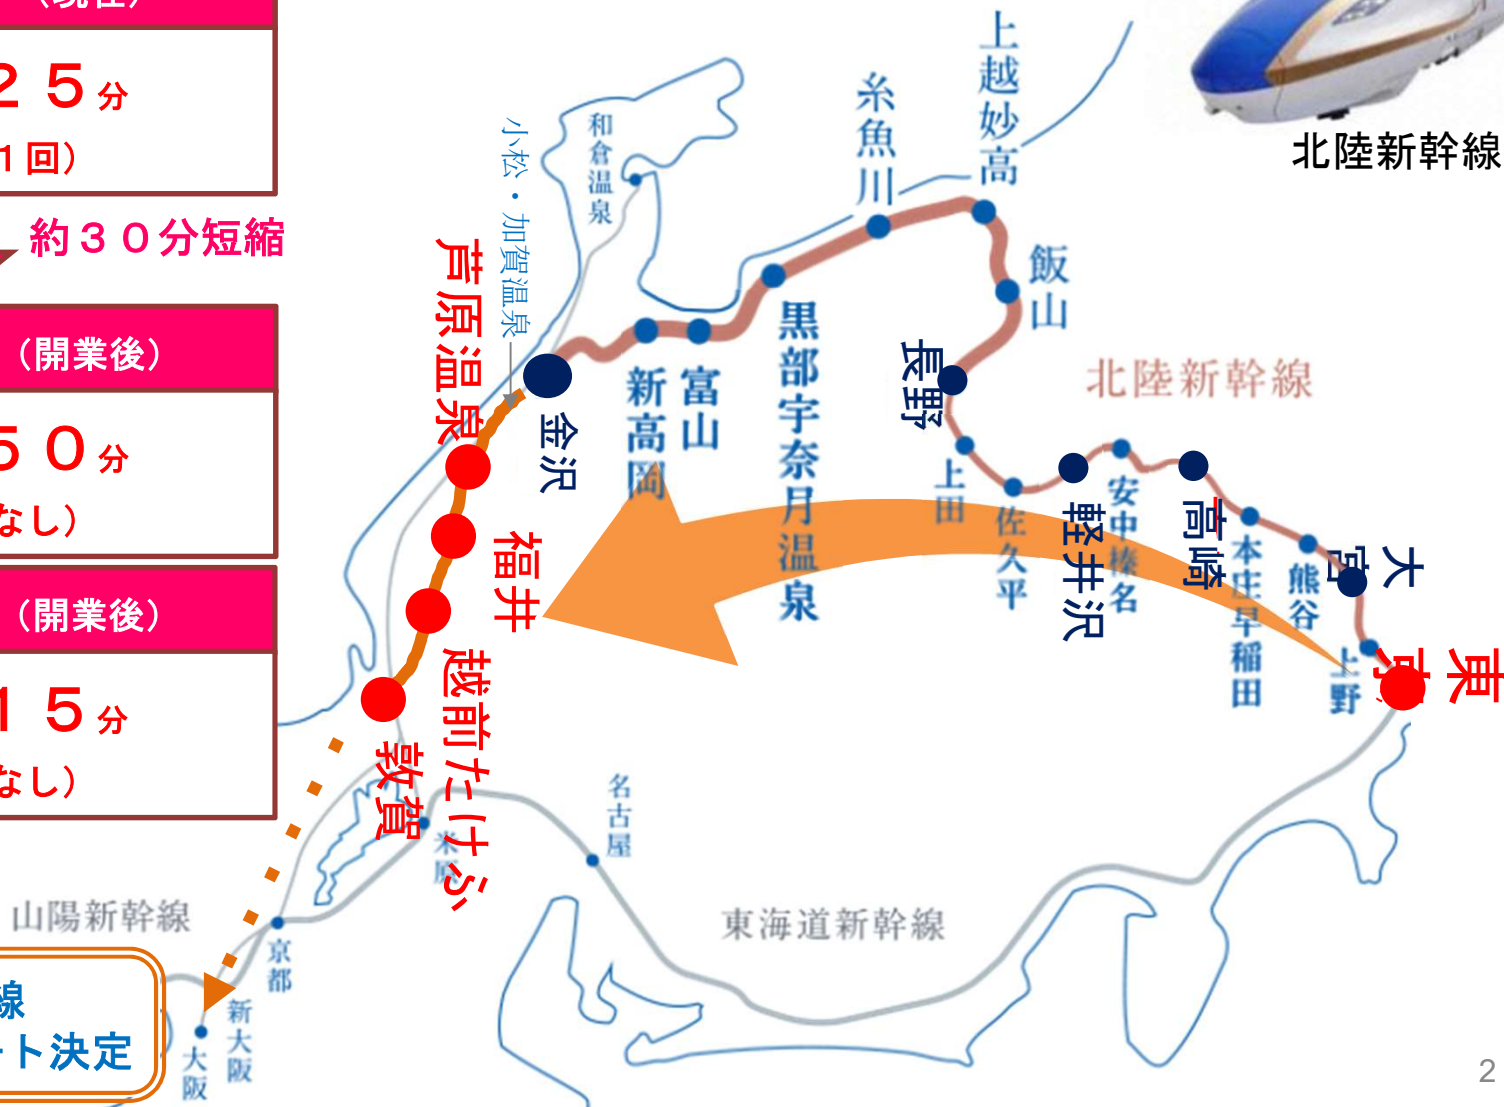 （現在）
２５分
１回）
約３０分短縮
（開業後）
５０分
なし）
（開業後）
１５分
なし）
北陸新幹線
上越妙高
糸魚川
和倉温泉
小松・加賀温泉
芦原温泉
飯山
黒部宇奈月温泉
長野
新高岡
富山
金沢
北陸新幹線
上田
佐久平
軽井沢
安中榛名
高崎
本庄早稲田
熊谷
大宮
上野
東京
福井
越前たけふ
敦賀
米原
名古屋
山陽新幹線
東海道新幹線
京都
新大阪
大阪
線
ート決定
2